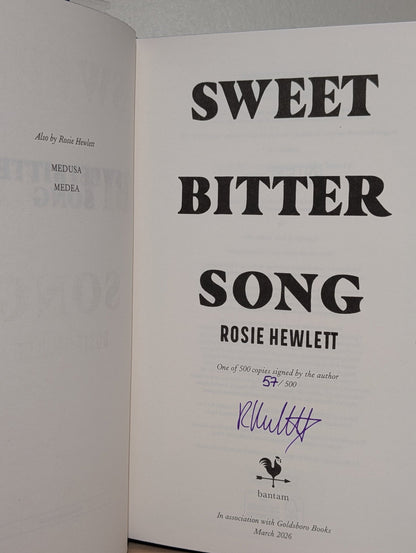 Also by Rosie Hewlett
MEDUSA
MEDEA
SWEET
BITTER
SONG
ROSIE HEWLETT
One of 500 copies signed by the author
57/500
RHewlett
bantam
In association with Goldsboro Books
March 2026